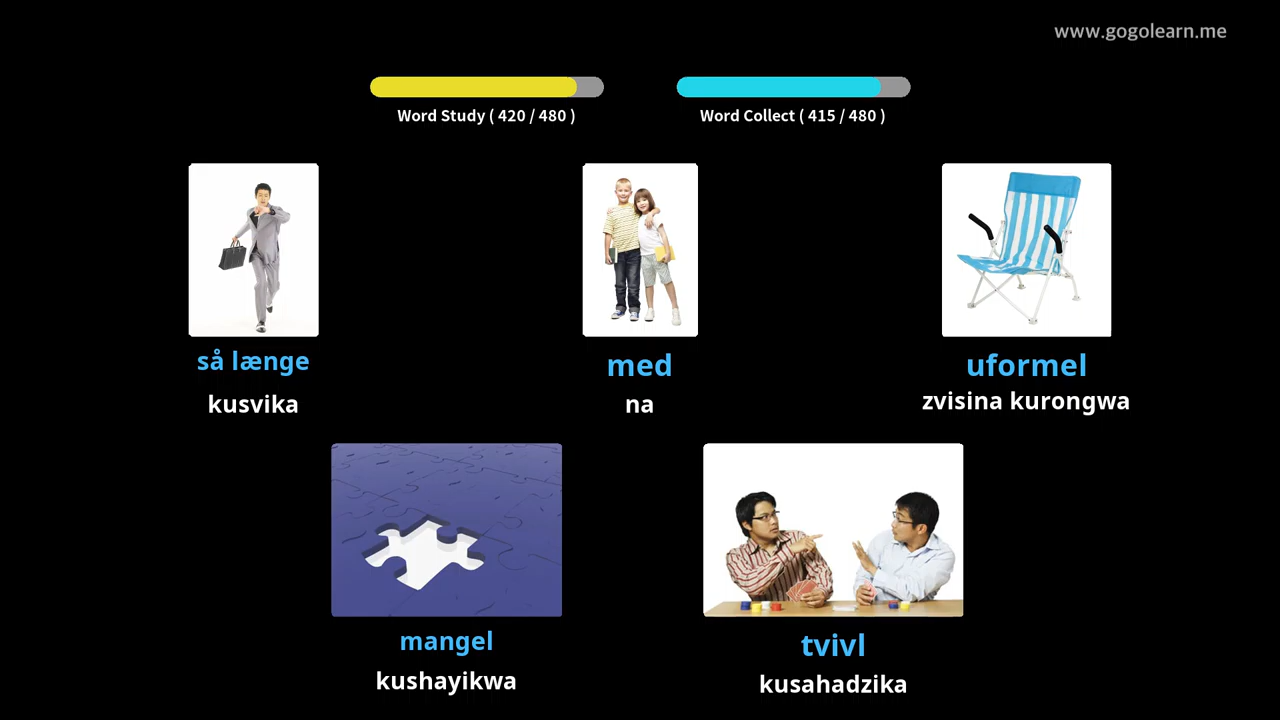 www.gogolearn.me
Word Study ( 420 / 480 )
Word Collect ( 415 / 480 )
så længe
kusvika
med
na
uformel
zvisina kurongwa
mangel
kushayikwa
tvivl
kusahadzika